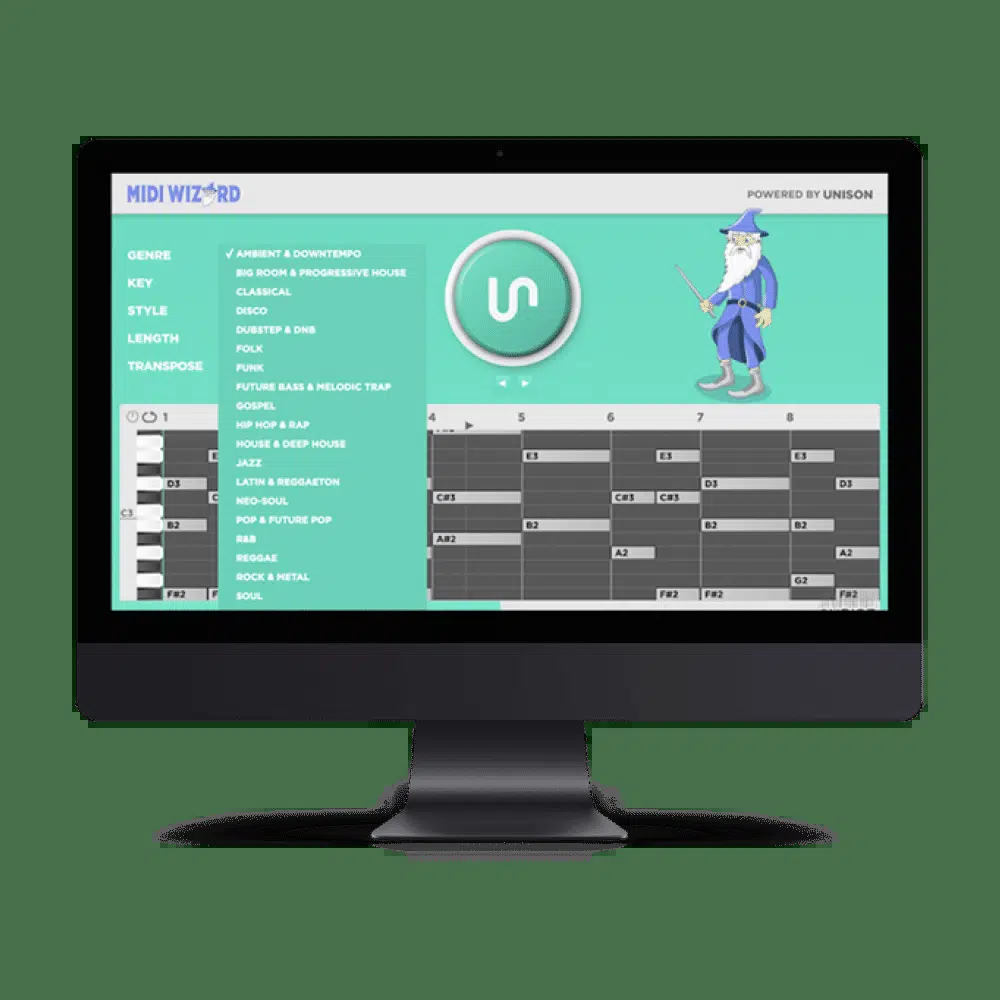 MIDI WIZARD
POWERED BY UNISON
GENRE
KEY
STYLE
LENGTH
TRANSPOSE
✓ AMBIENT & DOWNTEMPO
BIG ROOM & PROGRESSIVE HOUSE
CLASSICAL
DISCO
DUBSTEP & DNB
FOLK
FUNK
FUTURE BASS & MELODIC TRAP
GOSPEL
HIP HOP & RAP
HOUSE & DEEP HOUSE
JAZZ
LATIN & REGGAETON
NEO-SOUL
POP & FUTURE POP
R&B
REGGAE
ROCK & METAL
SOUL
1 4 5 6 7 8
E E3 E3 E3
D3 D3 D3
C C#3 C#3 C#3
C3
B2 B2 B2 B2
A#2
A2 A2
G2
F#2 F F#2 F#2 F#2